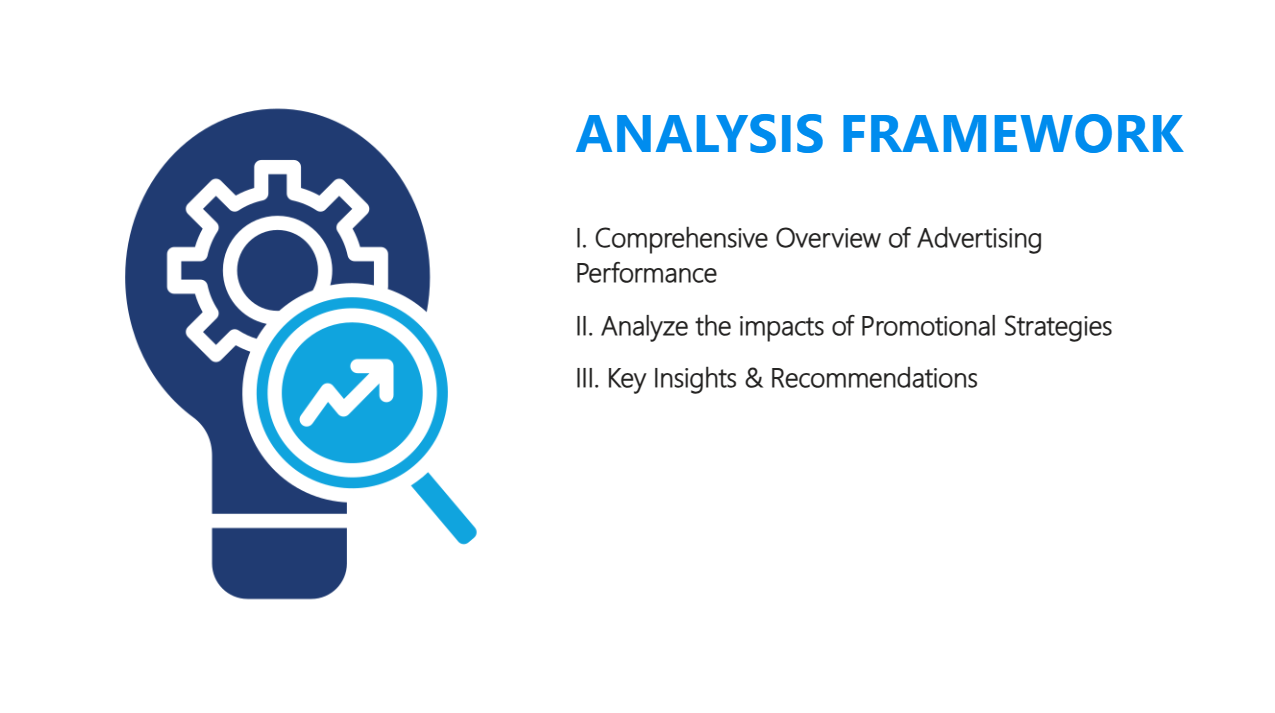 ANALYSIS FRAMEWORK
I. Comprehensive Overview of Advertising
Performance
II. Analyze the impacts of Promotional Strategies
III. Key Insights & Recommendations